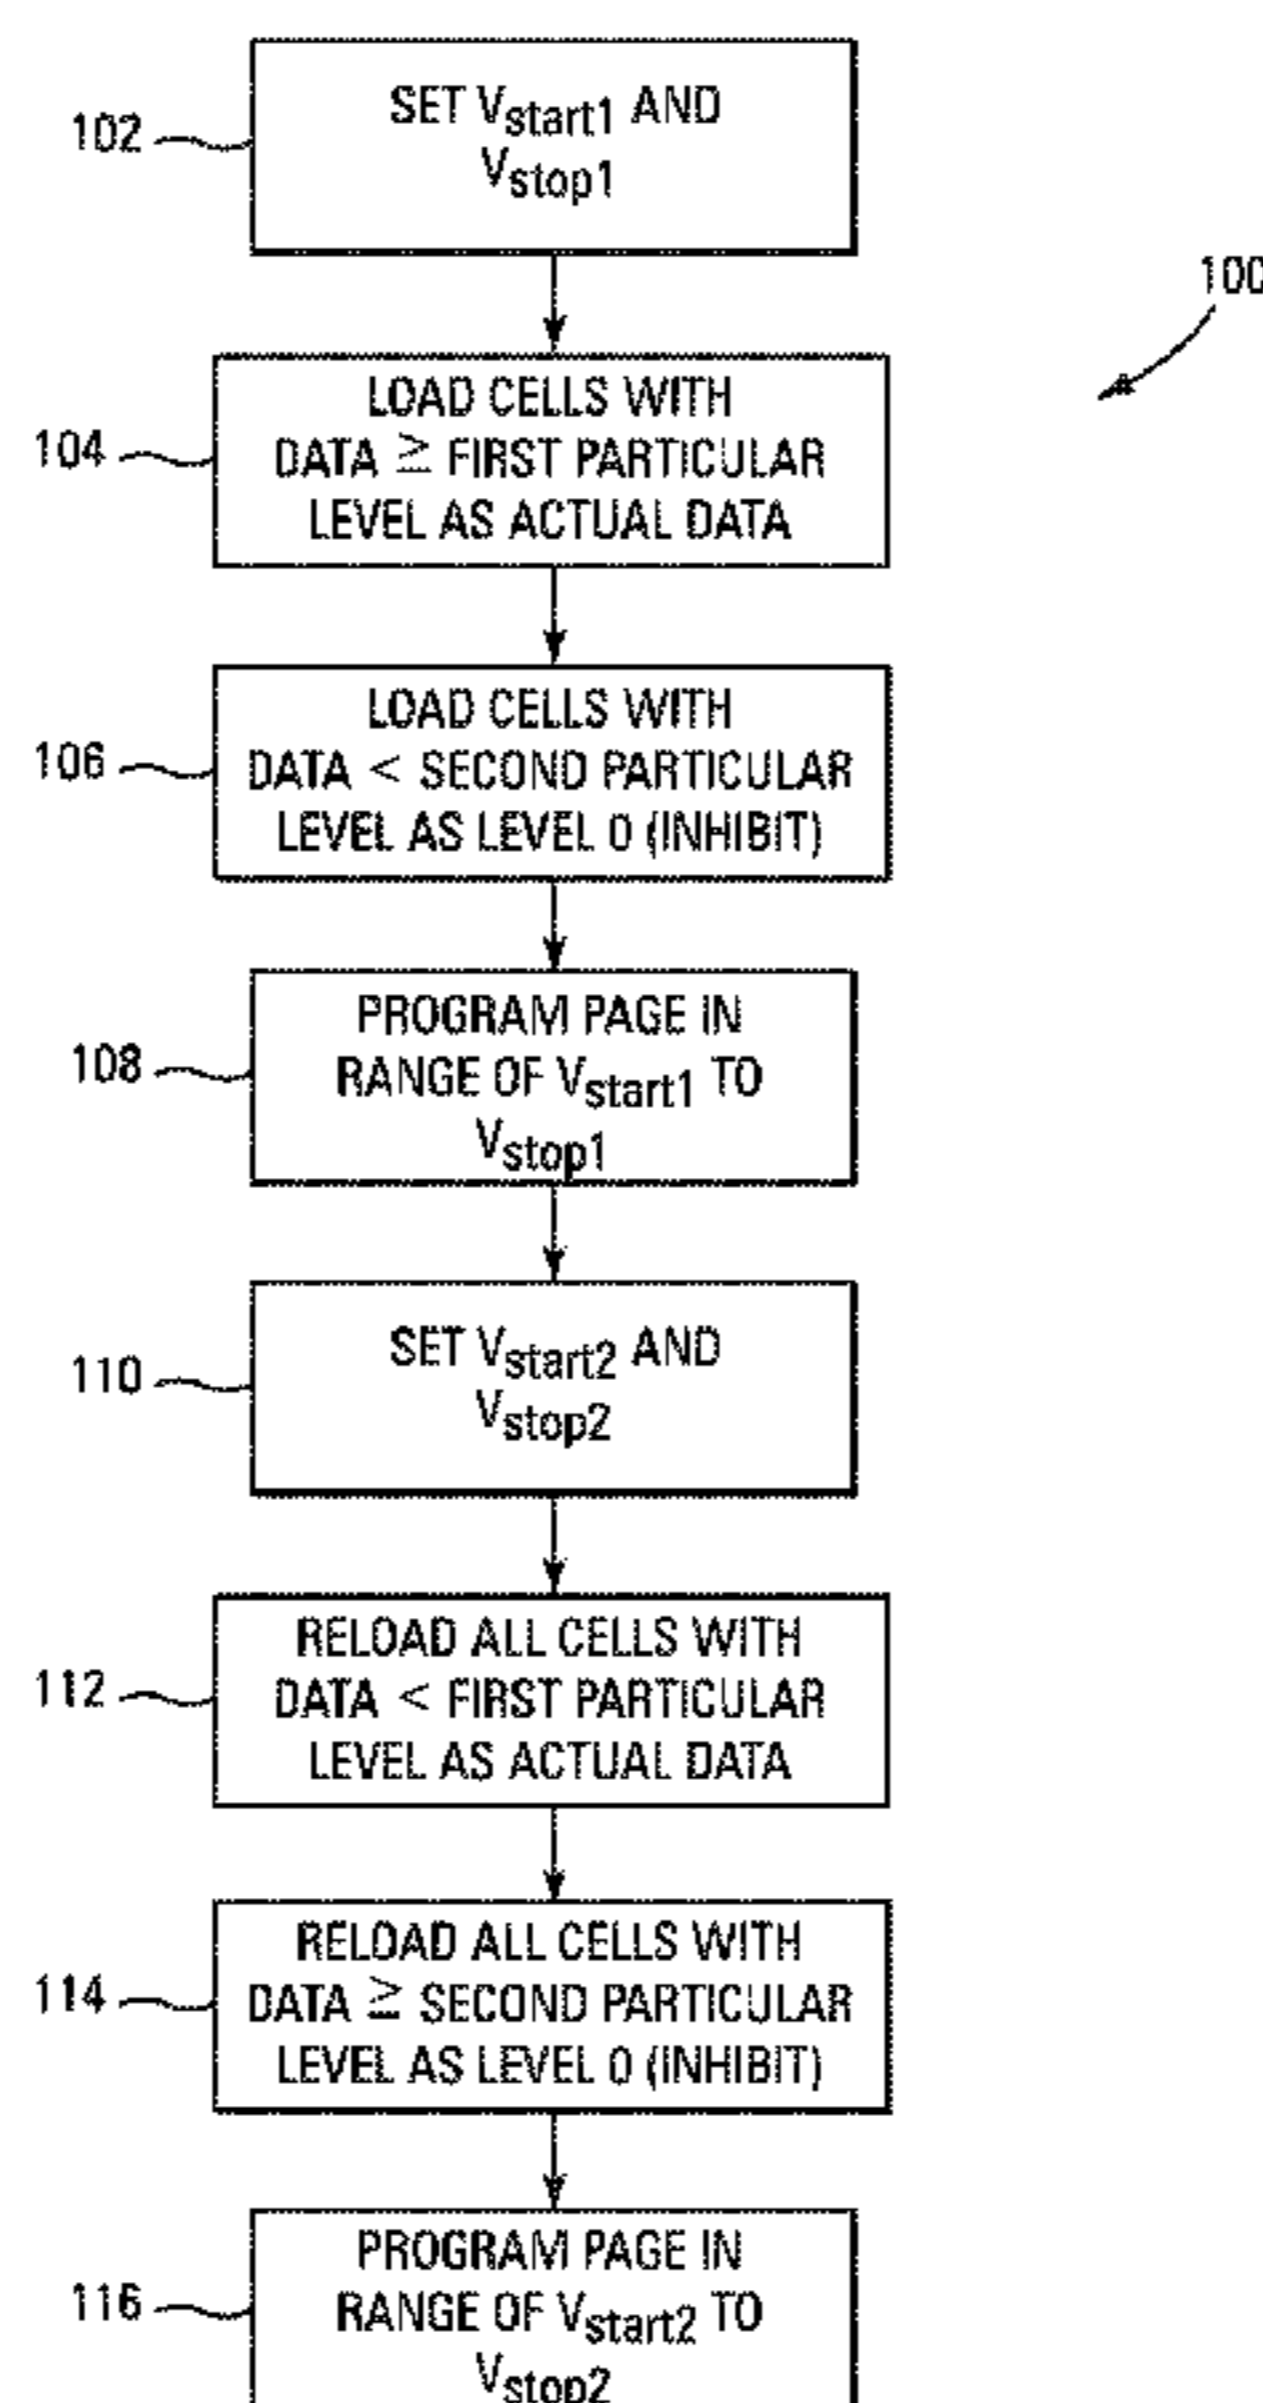 102
SET Vstart1 AND
Vstop1
100
104
LOAD CELLS WITH
DATA ≥ FIRST PARTICULAR
LEVEL AS ACTUAL DATA
106
LOAD CELLS WITH
DATA < SECOND PARTICULAR
LEVEL AS LEVEL 0 (INHIBIT)
108
PROGRAM PAGE IN
RANGE OF Vstart1 TO
Vstop1
110
SET Vstart2 AND
Vstop2
112
RELOAD ALL CELLS WITH
DATA < FIRST PARTICULAR
LEVEL AS ACTUAL DATA
114
RELOAD ALL CELLS WITH
DATA ≥ SECOND PARTICULAR
LEVEL AS LEVEL 0 (INHIBIT)
116
PROGRAM PAGE IN
RANGE OF Vstart2 TO
Vstop2